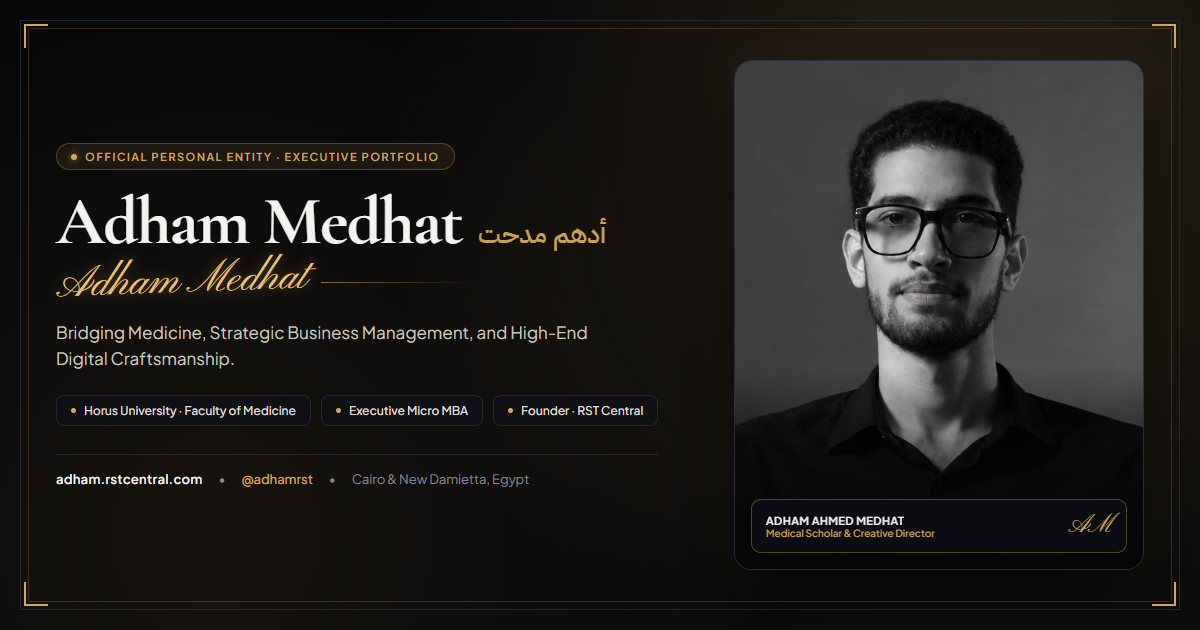 OFFICIAL PERSONAL ENTITY · EXECUTIVE PORTFOLIO
Adham Medhat أدهم مدحت
Adham Medhat
Bridging Medicine, Strategic Business Management, and High-End
Digital Craftsmanship.
Horus University · Faculty of Medicine • Executive Micro MBA • Founder · RST Central
adham.rstcentral.com • @adhamrst • Cairo & New Damietta, Egypt
ADHAM AHMED MEDHAT
Medical Scholar & Creative Director
AM